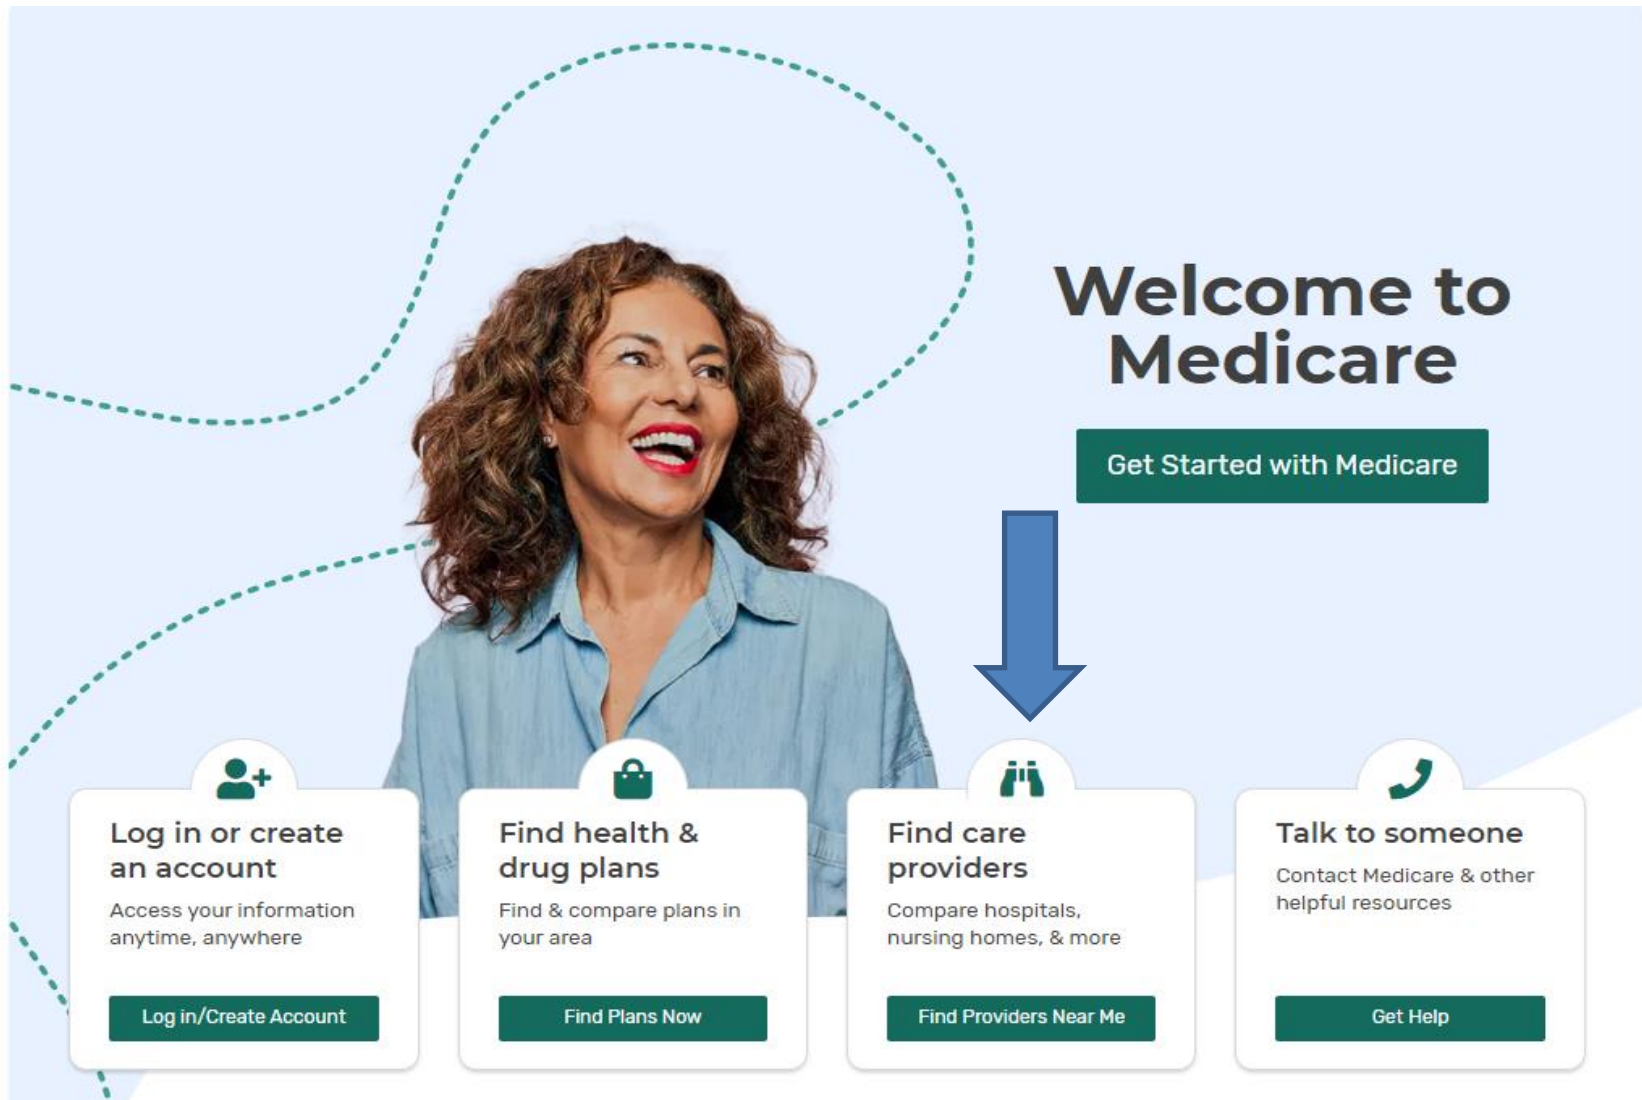 Welcome to
Medicare
Get Started with Medicare
Log in or create
an account
Access your information
anytime, anywhere
Log in/Create Account
Find health &
drug plans
Find & compare plans in
your area
Find Plans Now
Find care
providers
Compare hospitals,
nursing homes, & more
Find Providers Near Me
Talk to someone
Contact Medicare & other
helpful resources
Get Help